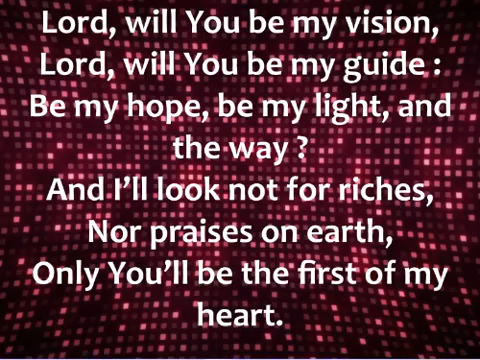 Lord, will You be my vision,
Lord, will You be my guide :
Be my hope, be my light, and
the way ?
And I’ll look not for riches,
Nor praises on earth,
Only You’ll be the first of my
heart.